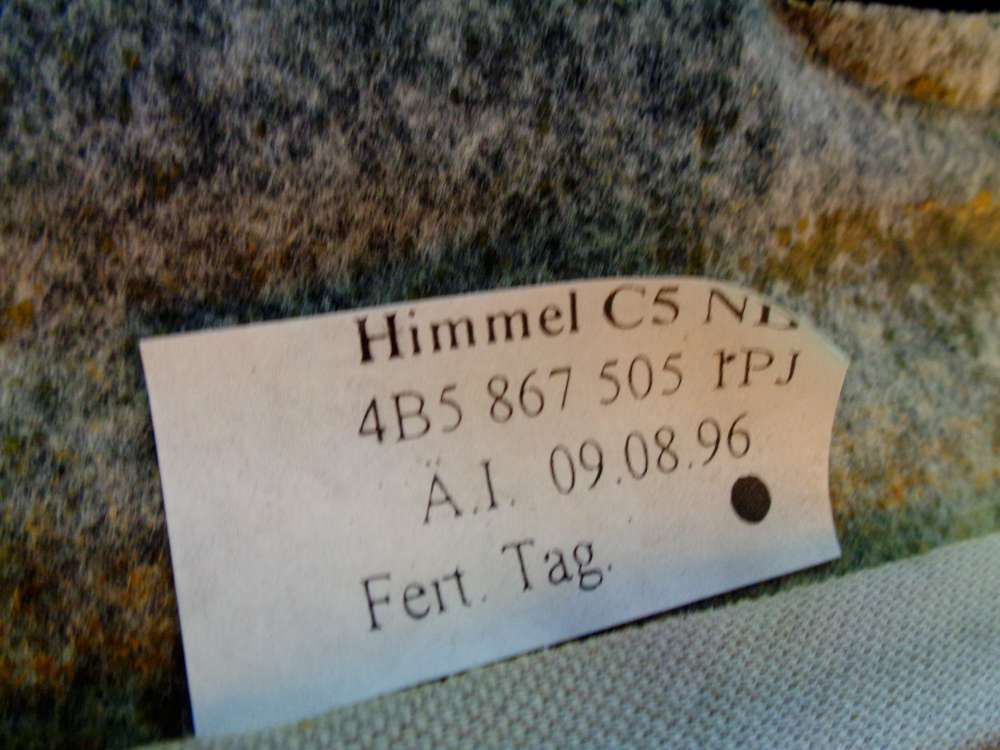 Himmel C5
4B5 867 505
Ä.I. 09.08.96
Fert. Tag.